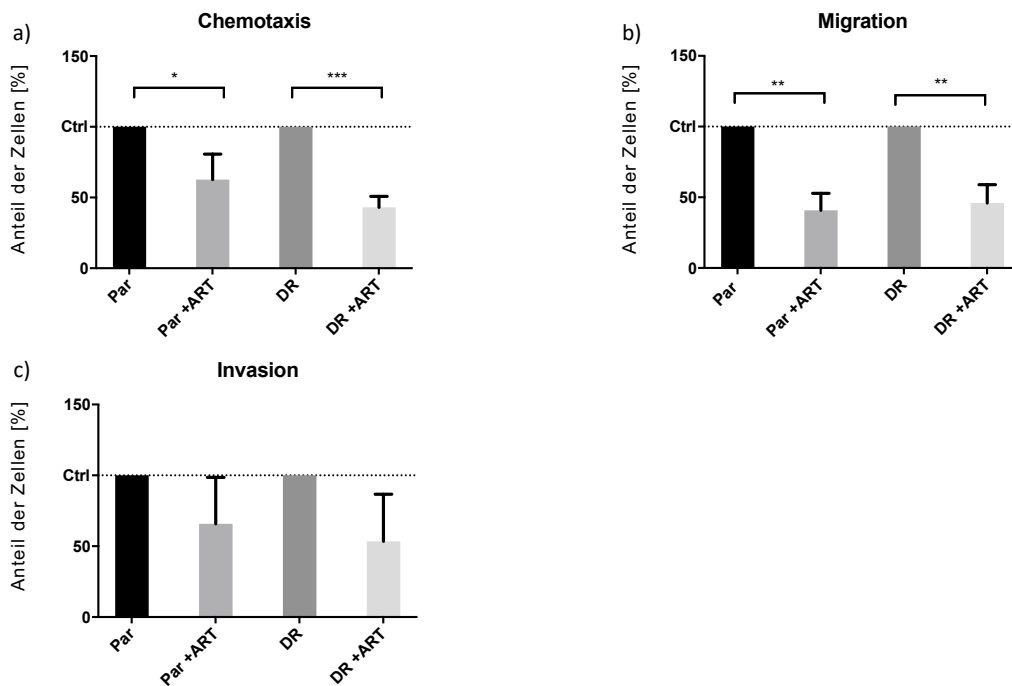 a)
Chemotaxis
Anteil der Zellen [%]
150
Ctrl
50
0
*
***
Par
Par +ART
DR
DR +ART
b)
Migration
Anteil der Zellen [%]
150
Ctrl
50
0
**
**
Par
Par +ART
DR
DR +ART
c)
Invasion
Anteil der Zellen [%]
150
Ctrl
50
0
Par
Par +ART
DR
DR +ART